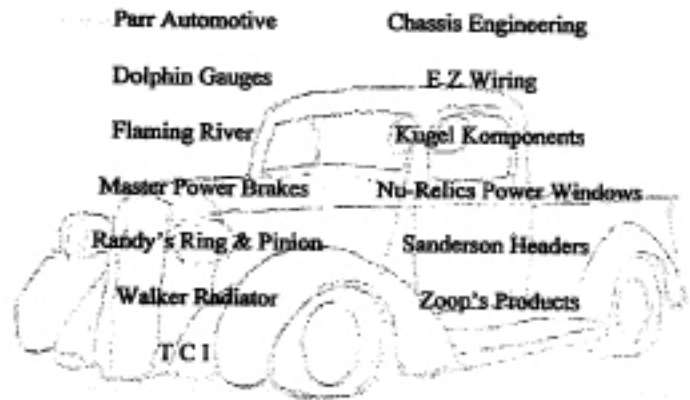 Parr Automotive
Chassis Engineering
Dolphin Gauges
E Z Wiring
Flaming River
Kugel Komponents
Master Power Brakes
Nu-Relics Power Windows
Randy's Ring & Pinion
Sanderson Headers
Walker Radiator
Zoop's Products
T C I